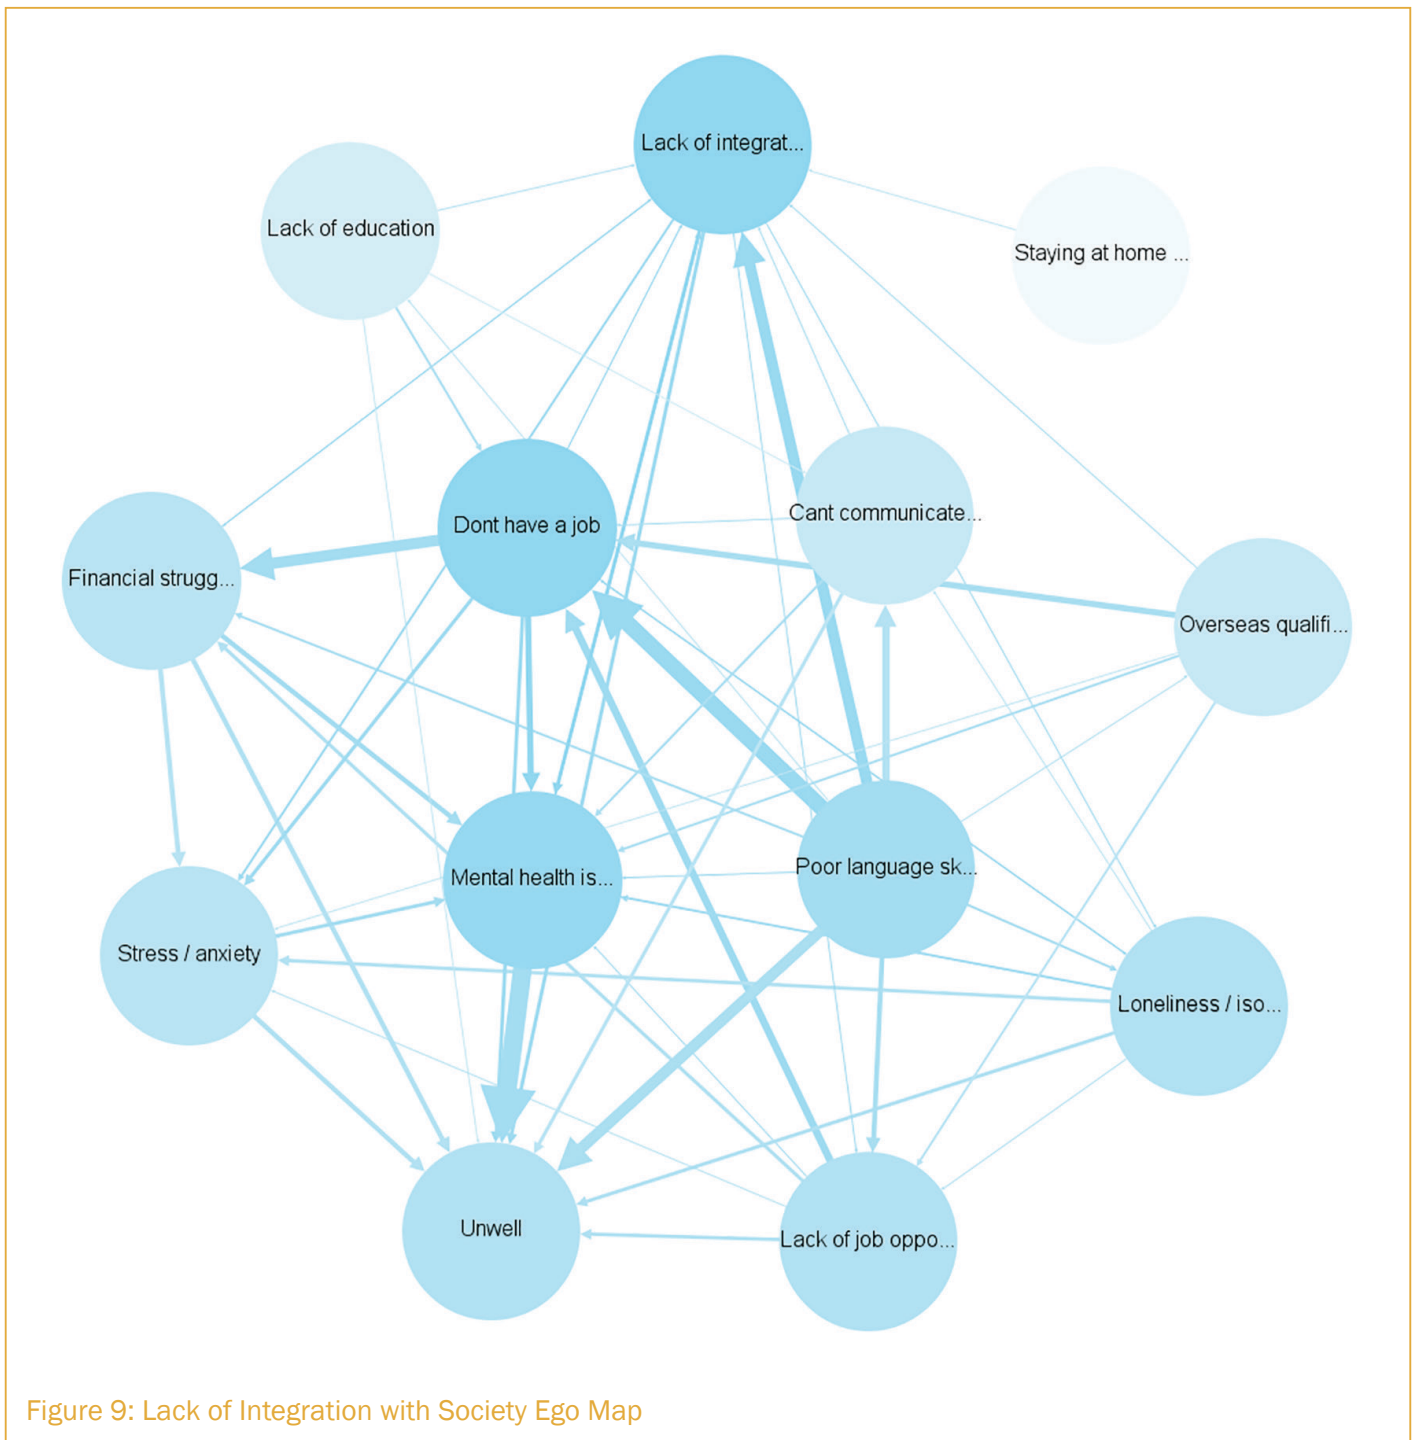 Lack of integrat...
Lack of education
Staying at home ...
Cant communicate...
Dont have a job
Financial strugg...
Overseas qualifi...
Poor language sk...
Mental health is...
Stress / anxiety
Loneliness / iso...
Unwell
Lack of job oppo...
Figure 9: Lack of Integration with Society Ego Map